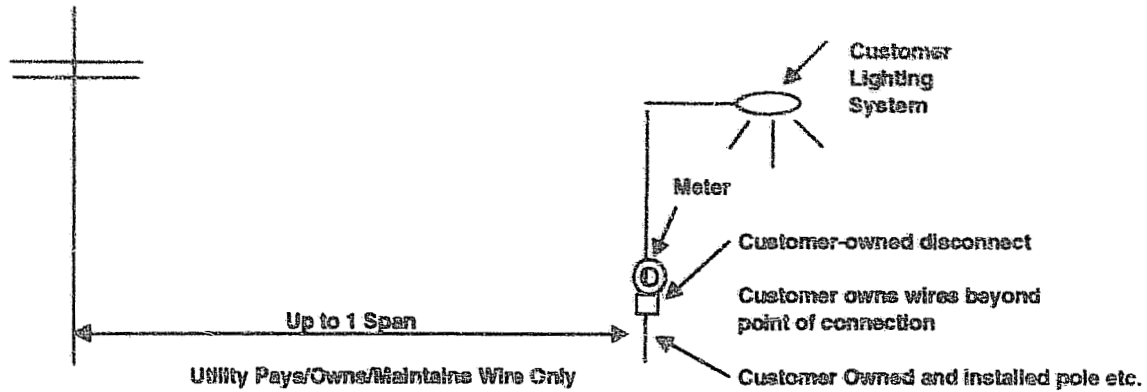 Customer
Lighting
System
Meter
Customer-owned disconnect
Customer owns wires beyond
point of connection
Up to 1 Span
Utility Pays/Owns/Maintains Wire Only
Customer Owned and installed pole etc.